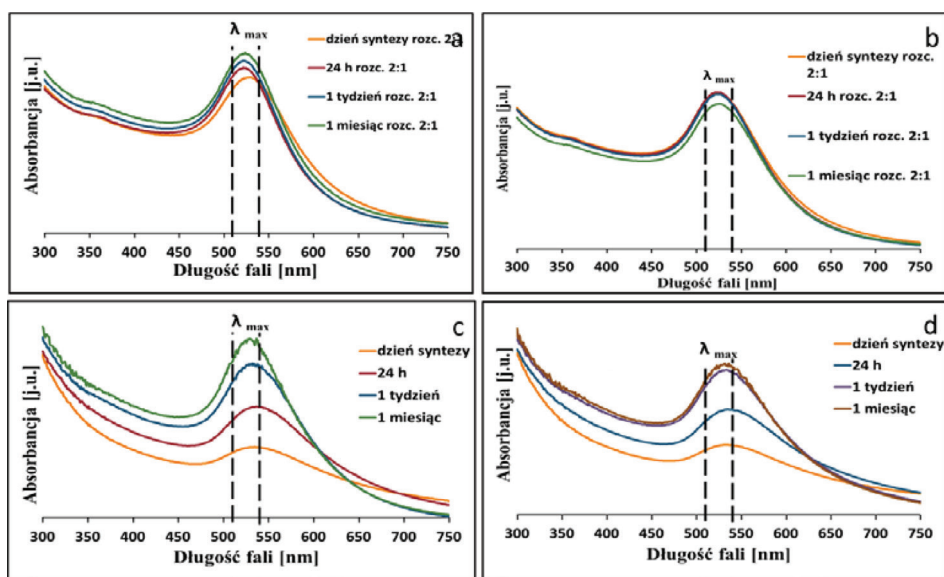 a
λ max
dzień syntezy rozc. 2:
24 h rozc. 2:1
1 tydzień rozc. 2:1
1 miesiąc rozc. 2:1
Absorbancja [j.u.]
300 350 400 450 500 550 600 650 700 750
Długość fali [nm]
b
λ max
dzień syntezy rozc.
2:1
24 h rozc. 2:1
1 tydzień rozc. 2:1
1 miesiąc rozc. 2:1
Absorbancja [j.u.]
300 350 400 450 500 550 600 650 700 750
Długość fali [nm]
c
λ max
dzień syntezy
24 h
1 tydzień
1 miesiąc
Absorbancja [j.u.]
300 350 400 450 500 550 600 650 700 750
Długość fali [nm]
d
λ max
dzień syntezy
24 h
1 tydzień
1 miesiąc
Absorbancja [j.u.]
300 350 400 450 500 550 600 650 700 750
Długość fali [nm]